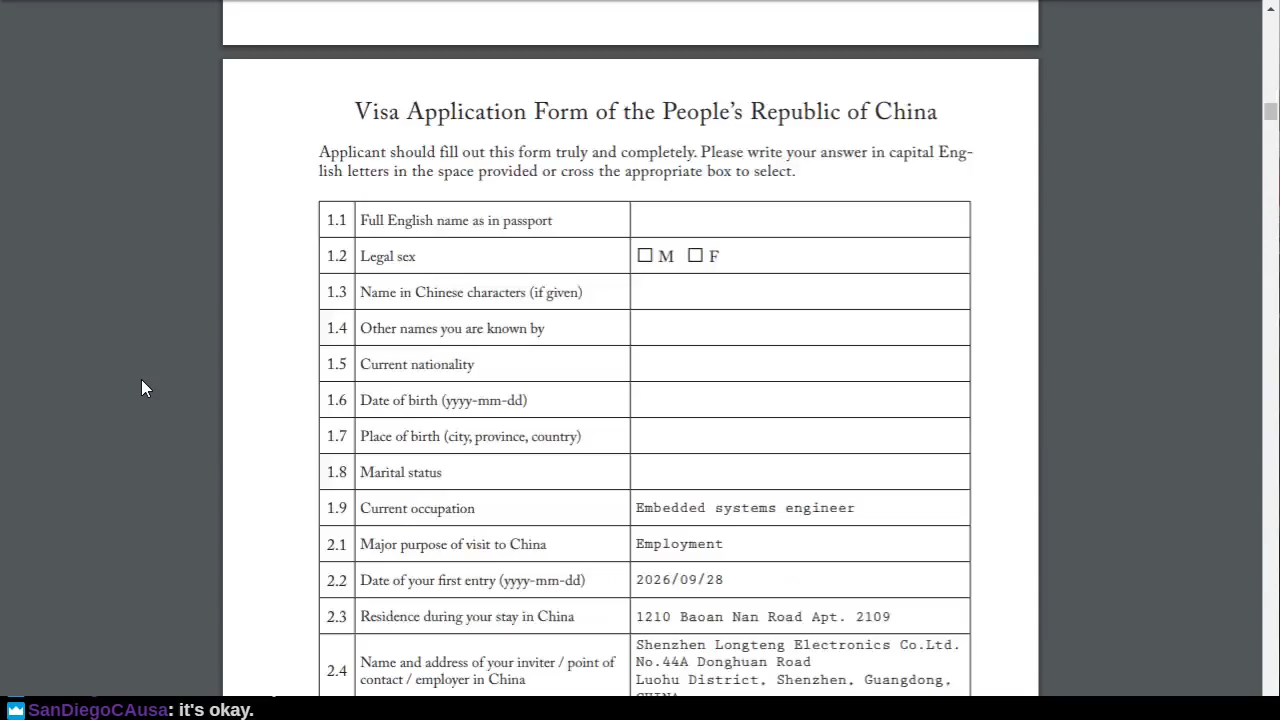 Visa Application Form of the People's Republic of China
Applicant should fill out this form truly and completely. Please write your answer in capital Eng-
lish letters in the space provided or cross the appropriate box to select.
1.1 Full English name as in passport
1.2 Legal sex ☐ M ☐ F
1.3 Name in Chinese characters (if given)
1.4 Other names you are known by
1.5 Current nationality
1.6 Date of birth (yyyy-mm-dd)
1.7 Place of birth (city, province, country)
1.8 Marital status
1.9 Current occupation Embedded systems engineer
2.1 Major purpose of visit to China Employment
2.2 Date of your first entry (yyyy-mm-dd) 2026/09/28
2.3 Residence during your stay in China 1210 Baoan Nan Road Apt. 2109
2.4 Name and address of your inviter / point of
contact / employer in China
Shenzhen Longteng Electronics Co.Ltd.
No.44A Donghuan Road
Luohu District, Shenzhen, Guangdong,
CHINA
SanDiegoCAusa: it's okay.